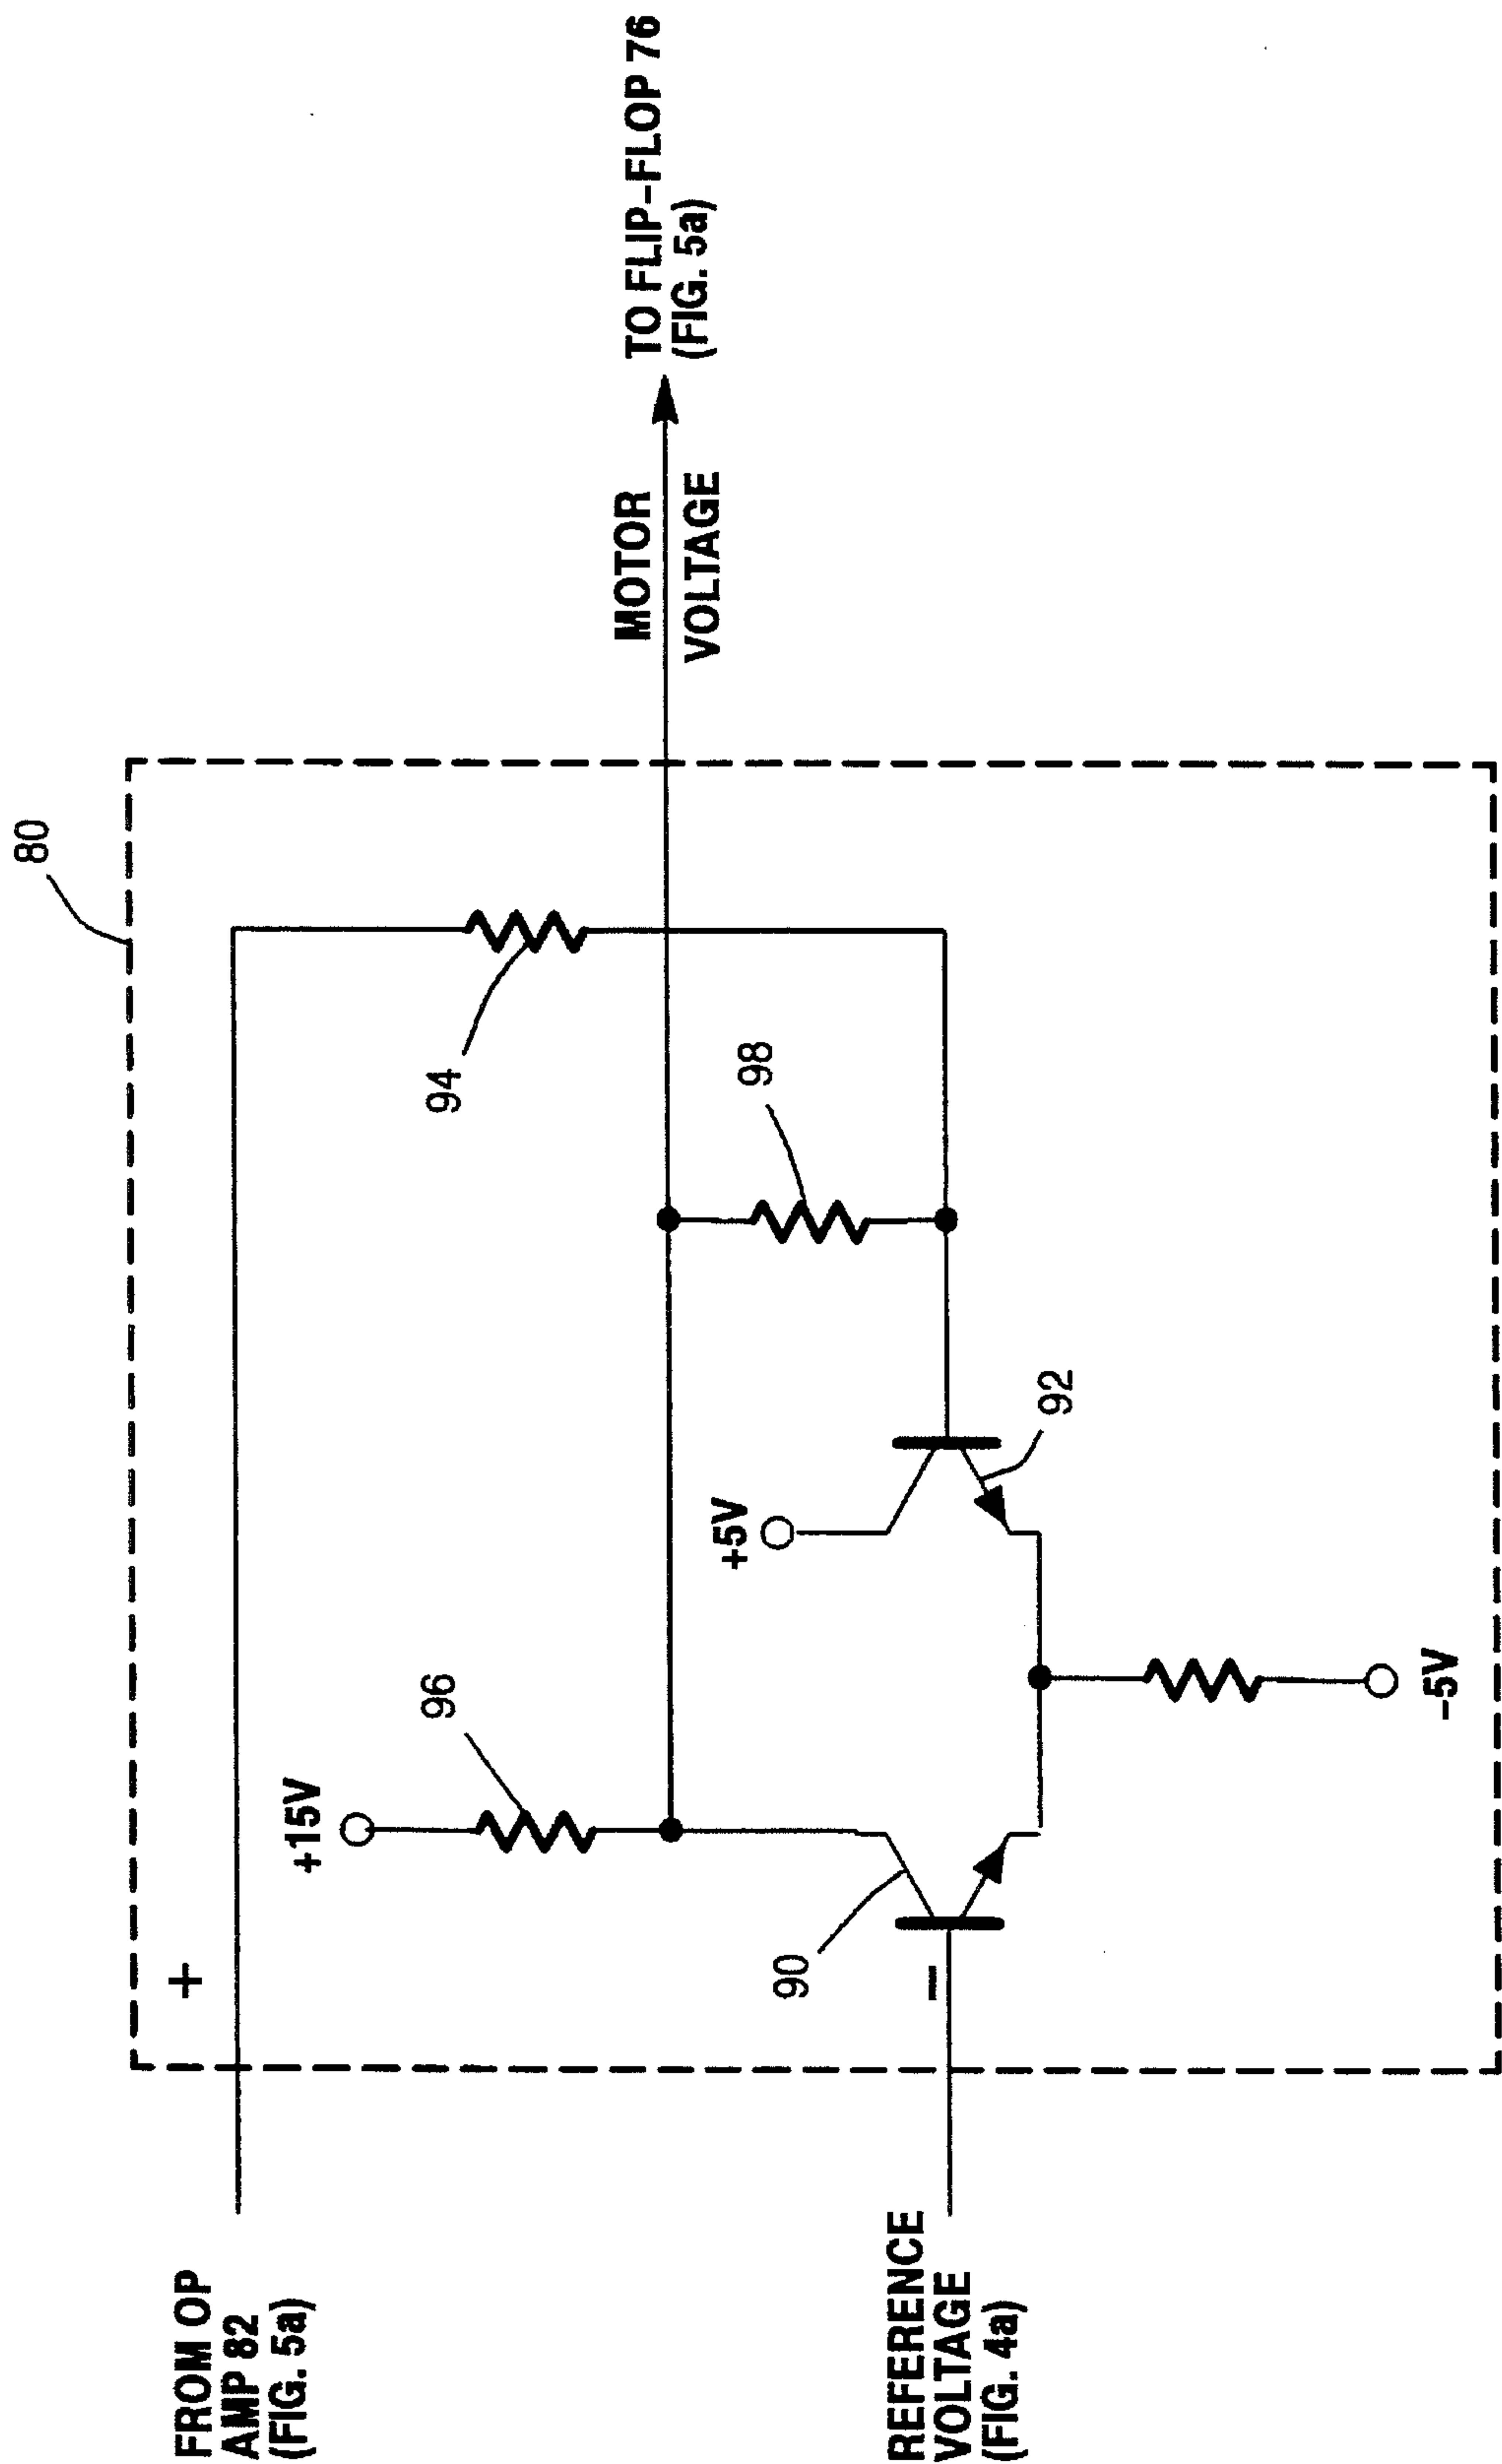 80
FROM OP
AMP 82
(FIG. 5a)
+
+15V
96
94
MOTOR
VOLTAGE
TO FLIP-FLOP 76
(FIG. 5a)
98
+5V
90
92
REFERENCE
VOLTAGE
(FIG. 4a)
−
-5V